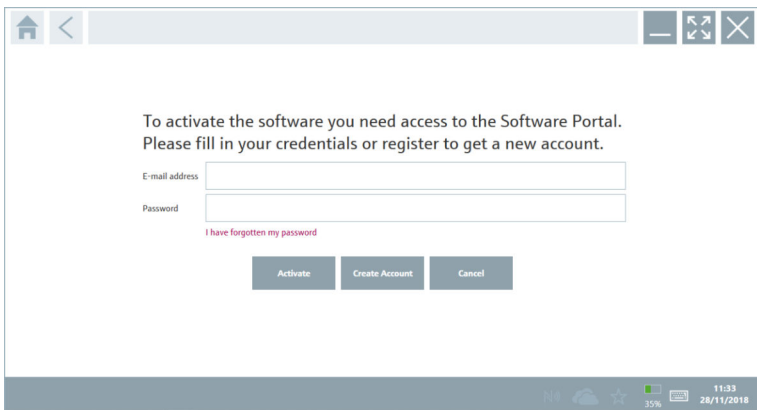 To activate the software you need access to the Software Portal.
Please fill in your credentials or register to get a new account.
E-mail address
Password
I have forgotten my password
Activate Create Account Cancel
35%
11:33
28/11/2018